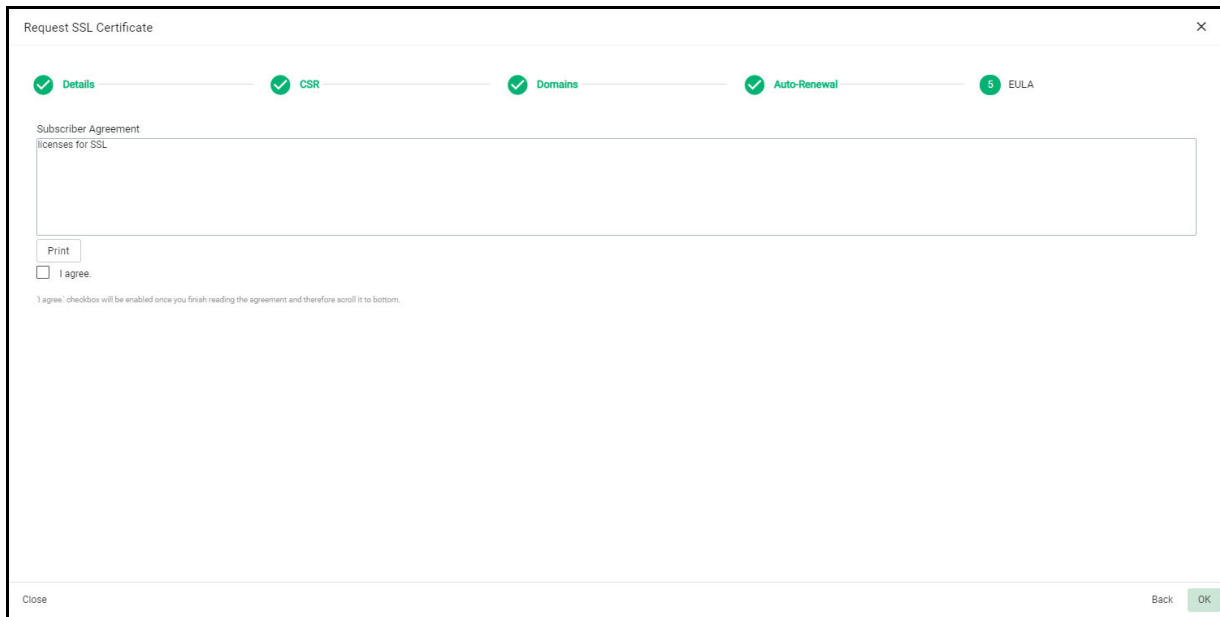 Request SSL Certificate
Details CSR Domains Auto-Renewal 5 EULA
Subscriber Agreement
licenses for SSL
Print
I agree.
'I agree.' checkbox will be enabled once you finish reading the agreement and therefore scroll it to bottom.
Close Back OK